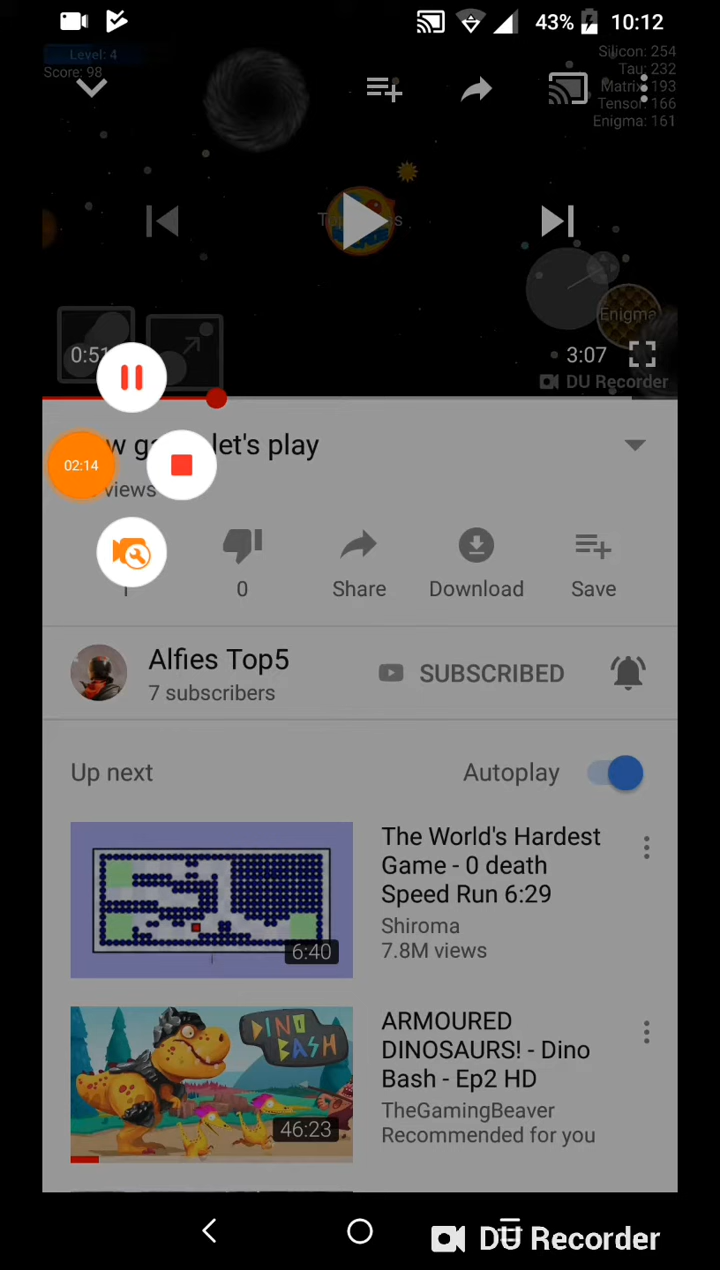 43% 10:12
Level: 4
Score: 98
Silicon: 254
Tau: 232
Matrix 193
Tensor: 166
Enigma: 161
Enigma
0:51
3:07
DU Recorder
let's play
02:14
views
1
0
Share
Download
Save
Alfies Top5
7 subscribers
SUBSCRIBED
Up next
Autoplay
The World's Hardest
Game - 0 death
Speed Run 6:29
Shiroma
7.8M views
6:40
DINO
BASH
46:23
ARMOURED
DINOSAURS! - Dino
Bash - Ep2 HD
TheGamingBeaver
Recommended for you
DU Recorder